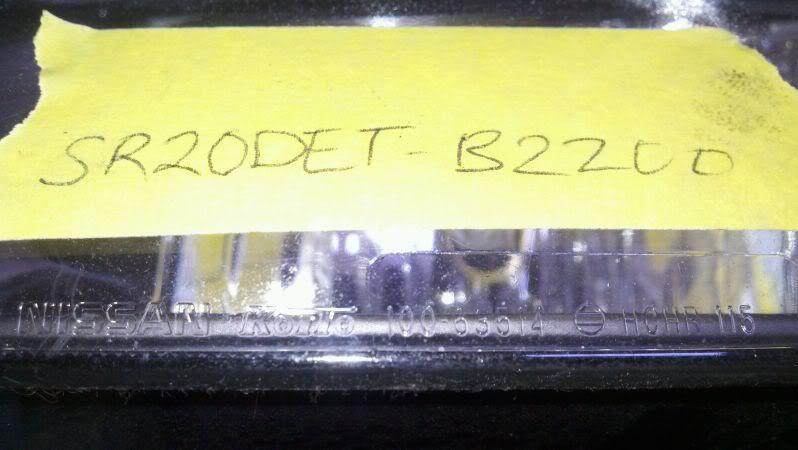 SR20DET-B2200
NISSAN Koito 100-63514 HCHR 115